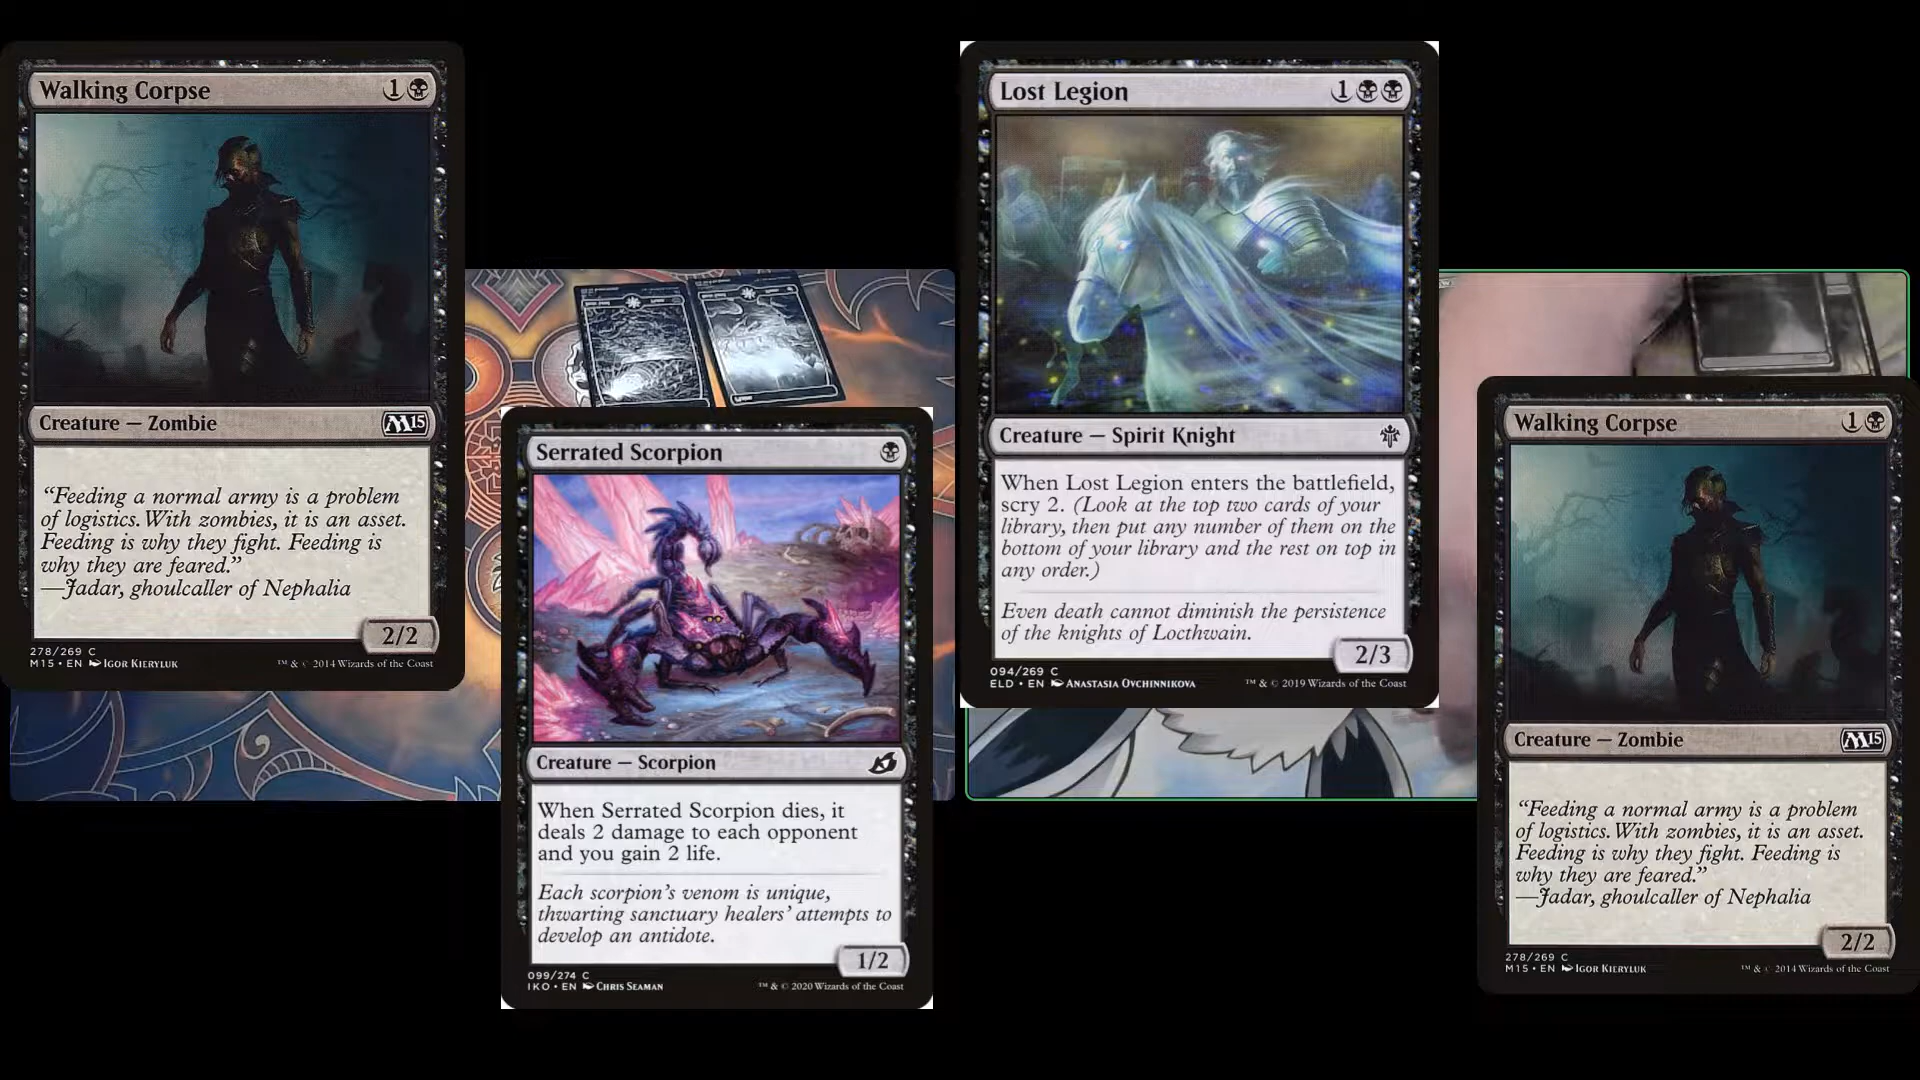 Walking Corpse 1
Creature — Zombie M15
“Feeding a normal army is a problem
of logistics. With zombies, it is an asset.
Feeding is why they fight. Feeding is
why they are feared.”
—Jadar, ghoulcaller of Nephalia
2/2
278/269 C
M15 • EN Igor Kieryluk ™ & © 2014 Wizards of the Coast
Serrated Scorpion
Creature — Scorpion
When Serrated Scorpion dies, it
deals 2 damage to each opponent
and you gain 2 life.
Each scorpion’s venom is unique,
thwarting sanctuary healers’ attempts to
develop an antidote.
1/2
099/274 C
IKO • EN Chris Seaman ™ & © 2020 Wizards of the Coast
Lost Legion 1
Creature — Spirit Knight
When Lost Legion enters the battlefield,
scry 2. (Look at the top two cards of your
library, then put any number of them on the
bottom of your library and the rest on top in
any order.)
Even death cannot diminish the persistence
of the knights of Locthwain.
2/3
094/269 C
ELD • EN Anastasia Ovchinnikova ™ & © 2019 Wizards of the Coast
Walking Corpse 1
Creature — Zombie M15
“Feeding a normal army is a problem
of logistics. With zombies, it is an asset.
Feeding is why they fight. Feeding is
why they are feared.”
—Jadar, ghoulcaller of Nephalia
2/2
278/269 C
M15 • EN Igor Kieryluk ™ & © 2014 Wizards of the Coast